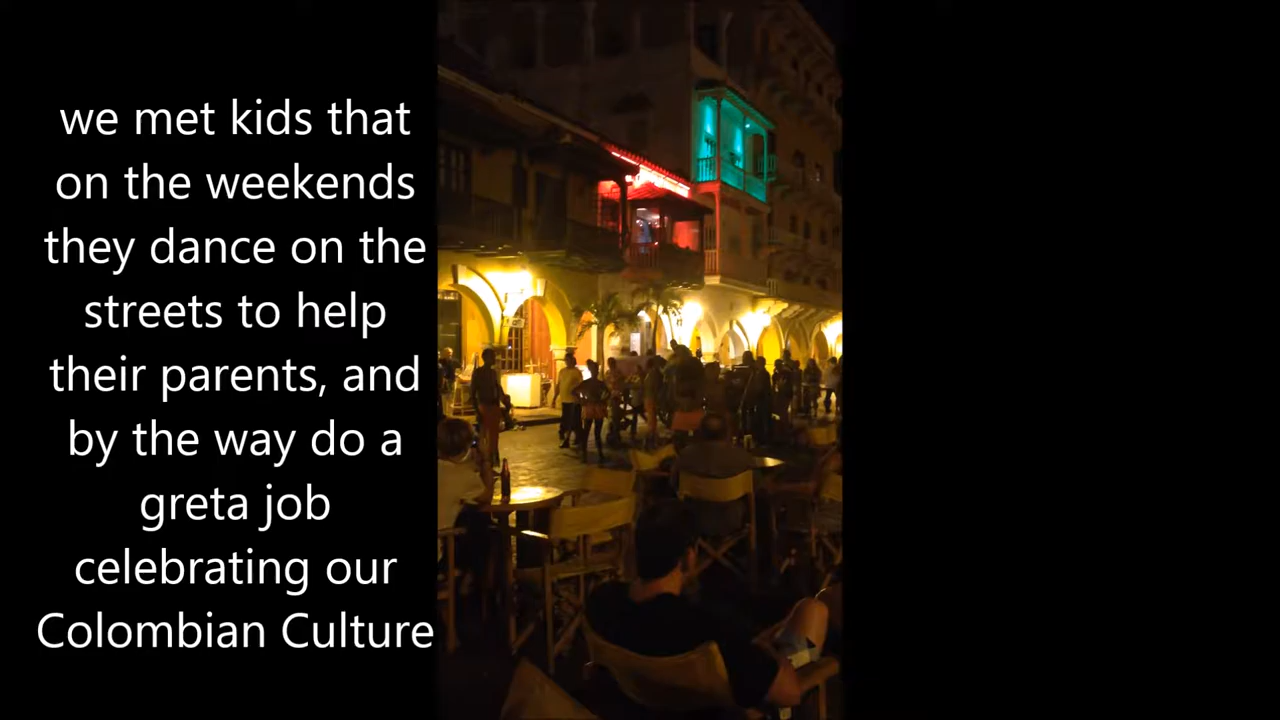 we met kids that
on the weekends
they dance on the
streets to help
their parents, and
by the way do a
greta job
celebrating our
Colombian Culture